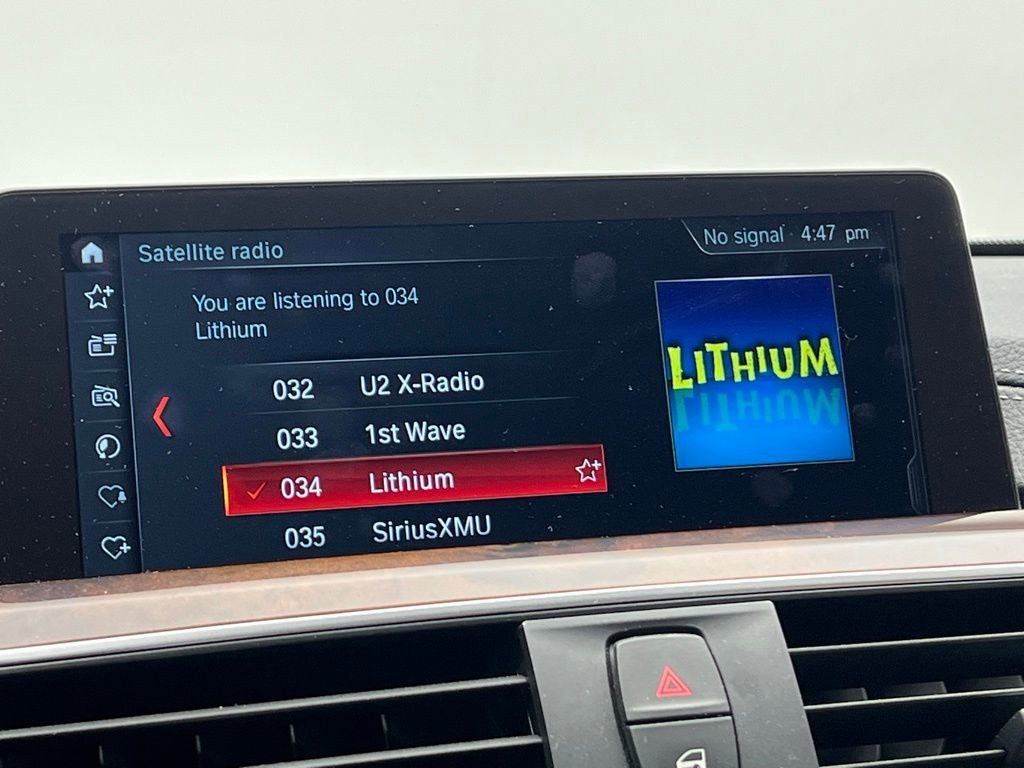 Satellite radio
No signal 4:47 pm
You are listening to 034
Lithium
032 U2 X-Radio
033 1st Wave
034 Lithium
035 SiriusXMU
LITHIUM